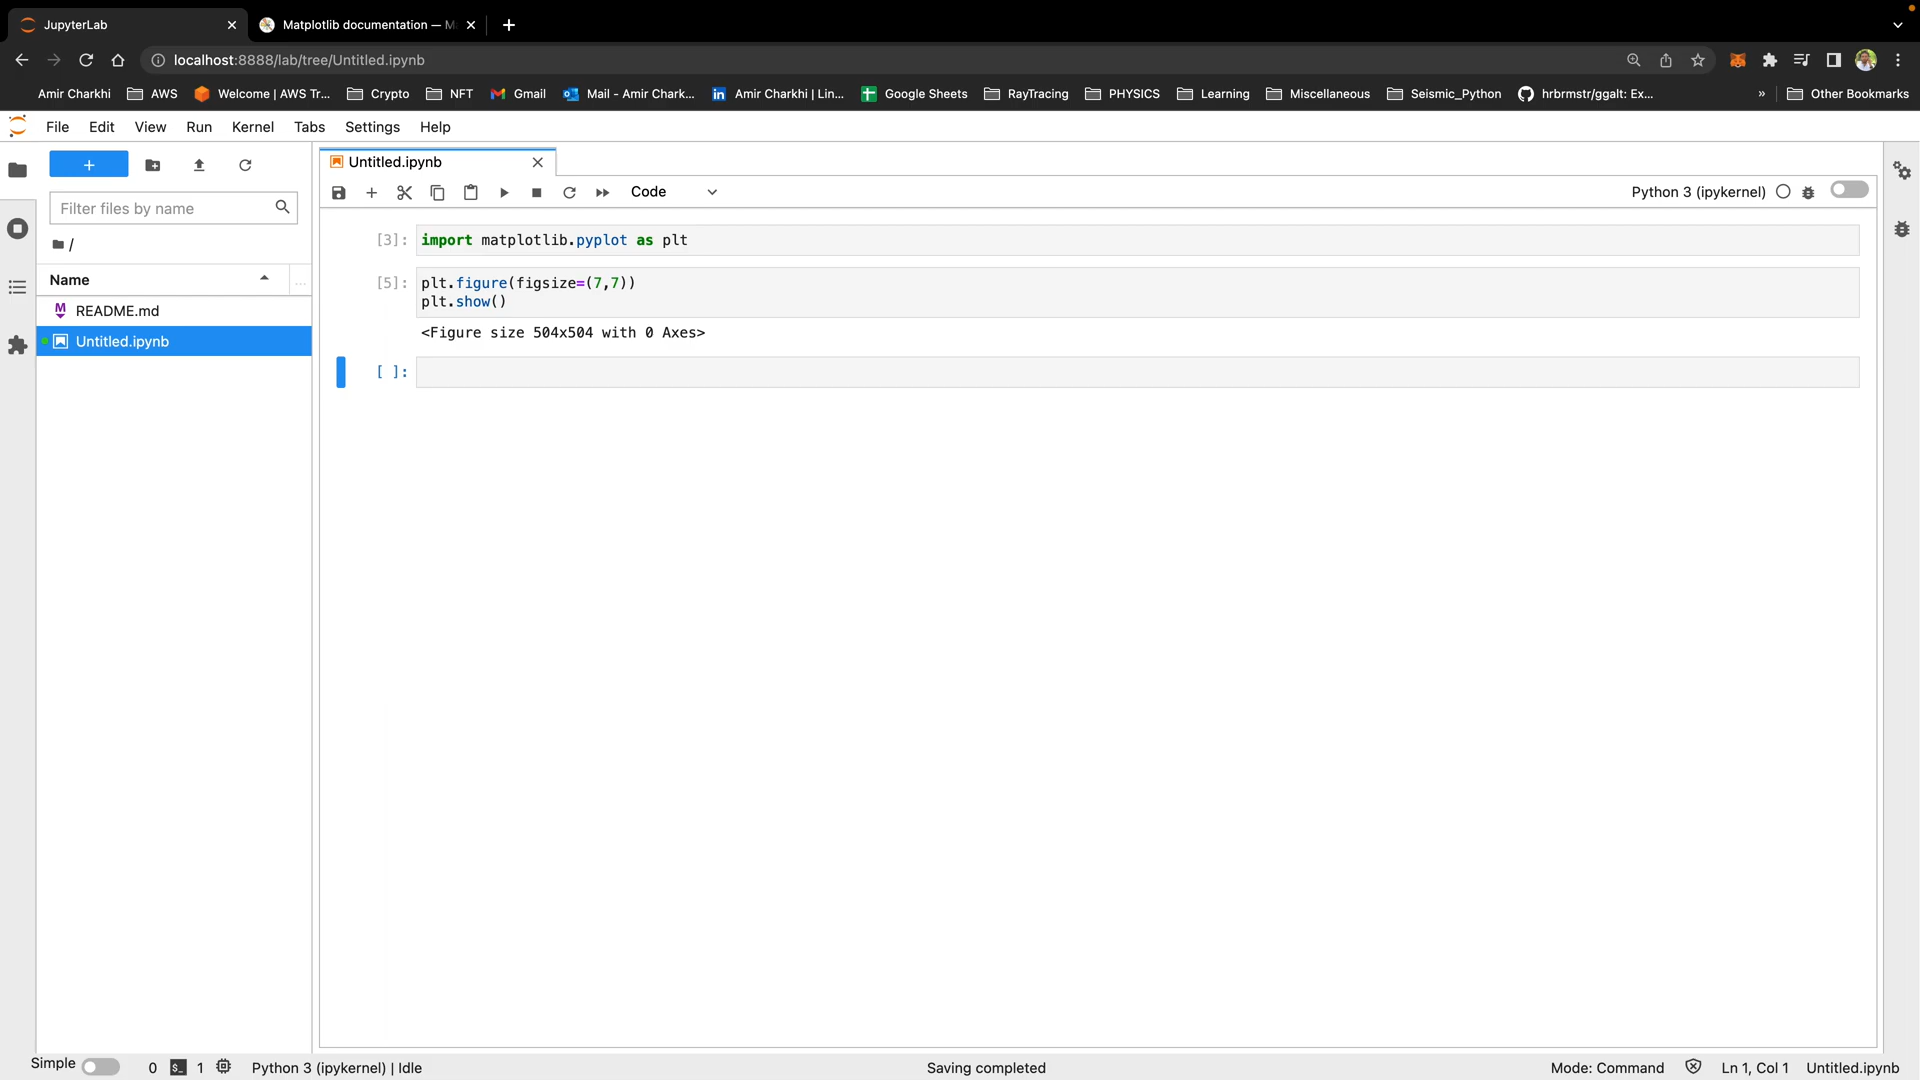 JupyterLab
Matplotlib documentation — M
localhost:8888/lab/tree/Untitled.ipynb
Amir Charkhi AWS Welcome | AWS Tr... Crypto NFT Gmail Mail - Amir Chark... Amir Charkhi | Lin... Google Sheets RayTracing PHYSICS Learning Miscellaneous Seismic_Python hrbrmstr/ggalt: Ex... » Other Bookmarks
File Edit View Run Kernel Tabs Settings Help
Untitled.ipynb
Code
Python 3 (ipykernel)
Filter files by name
/
Name
...
README.md
Untitled.ipynb
[3]: import matplotlib.pyplot as plt
[5]: plt.figure(figsize=(7,7))
plt.show()
<Figure size 504x504 with 0 Axes>
[ ]:
Simple 0 1 Python 3 (ipykernel) | Idle Saving completed Mode: Command Ln 1, Col 1 Untitled.ipynb